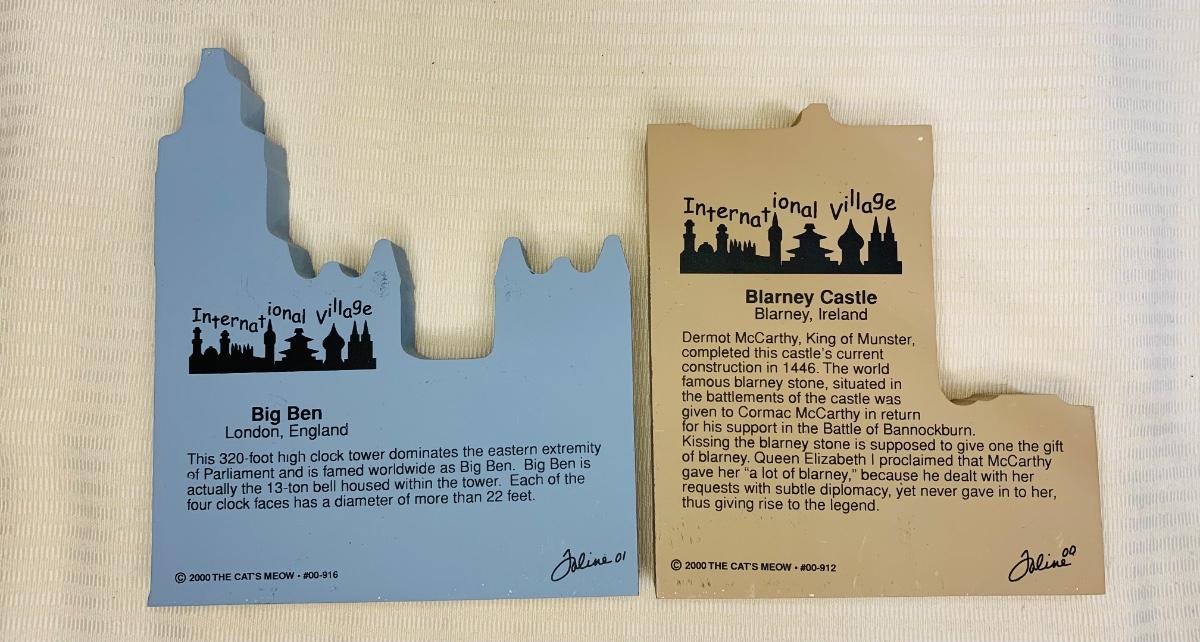 International Village
Big Ben
London, England
This 320-foot high clock tower dominates the eastern extremity
of Parliament and is famed worldwide as Big Ben. Big Ben is
actually the 13-ton bell housed within the tower. Each of the
four clock faces has a diameter of more than 22 feet.
© 2000 THE CAT'S MEOW • #00-916
Faline 01
International Village
Blarney Castle
Blarney, Ireland
Dermot McCarthy, King of Munster,
completed this castle's current
construction in 1446. The world
famous blarney stone, situated in
the battlements of the castle was
given to Cormac McCarthy in return
for his support in the Battle of Bannockburn.
Kissing the blarney stone is supposed to give one the gift
of blarney. Queen Elizabeth I proclaimed that McCarthy
gave her “a lot of blarney,” because he dealt with her
requests with subtle diplomacy, yet never gave in to her,
thus giving rise to the legend.
© 2000 THE CAT'S MEOW • #00-912
Faline 00